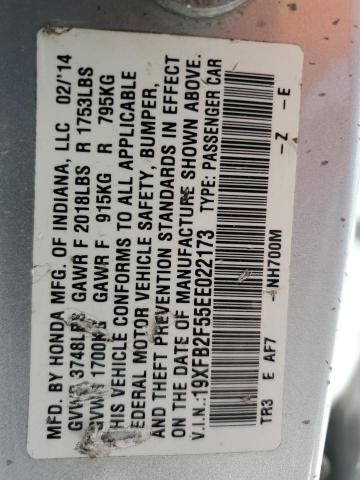 MFD. BY HONDA MFG. OF INDIANA, LLC 02/'14
3748LBS GAWR F 2018LBS R 1753LBS
1700KG GAWR F 915KG R 795KG
THIS VEHICLE CONFORMS TO ALL APPLICABLE
FEDERAL MOTOR VEHICLE SAFETY, BUMPER,
AND THEFT PREVENTION STANDARDS IN EFFECT
ON THE DATE OF MANUFACTURE SHOWN ABOVE.
V.I.N.:19XFB2F55EE022173 TYPE: PASSENGER CAR
TR3 E AF7 NH700M -Z -E